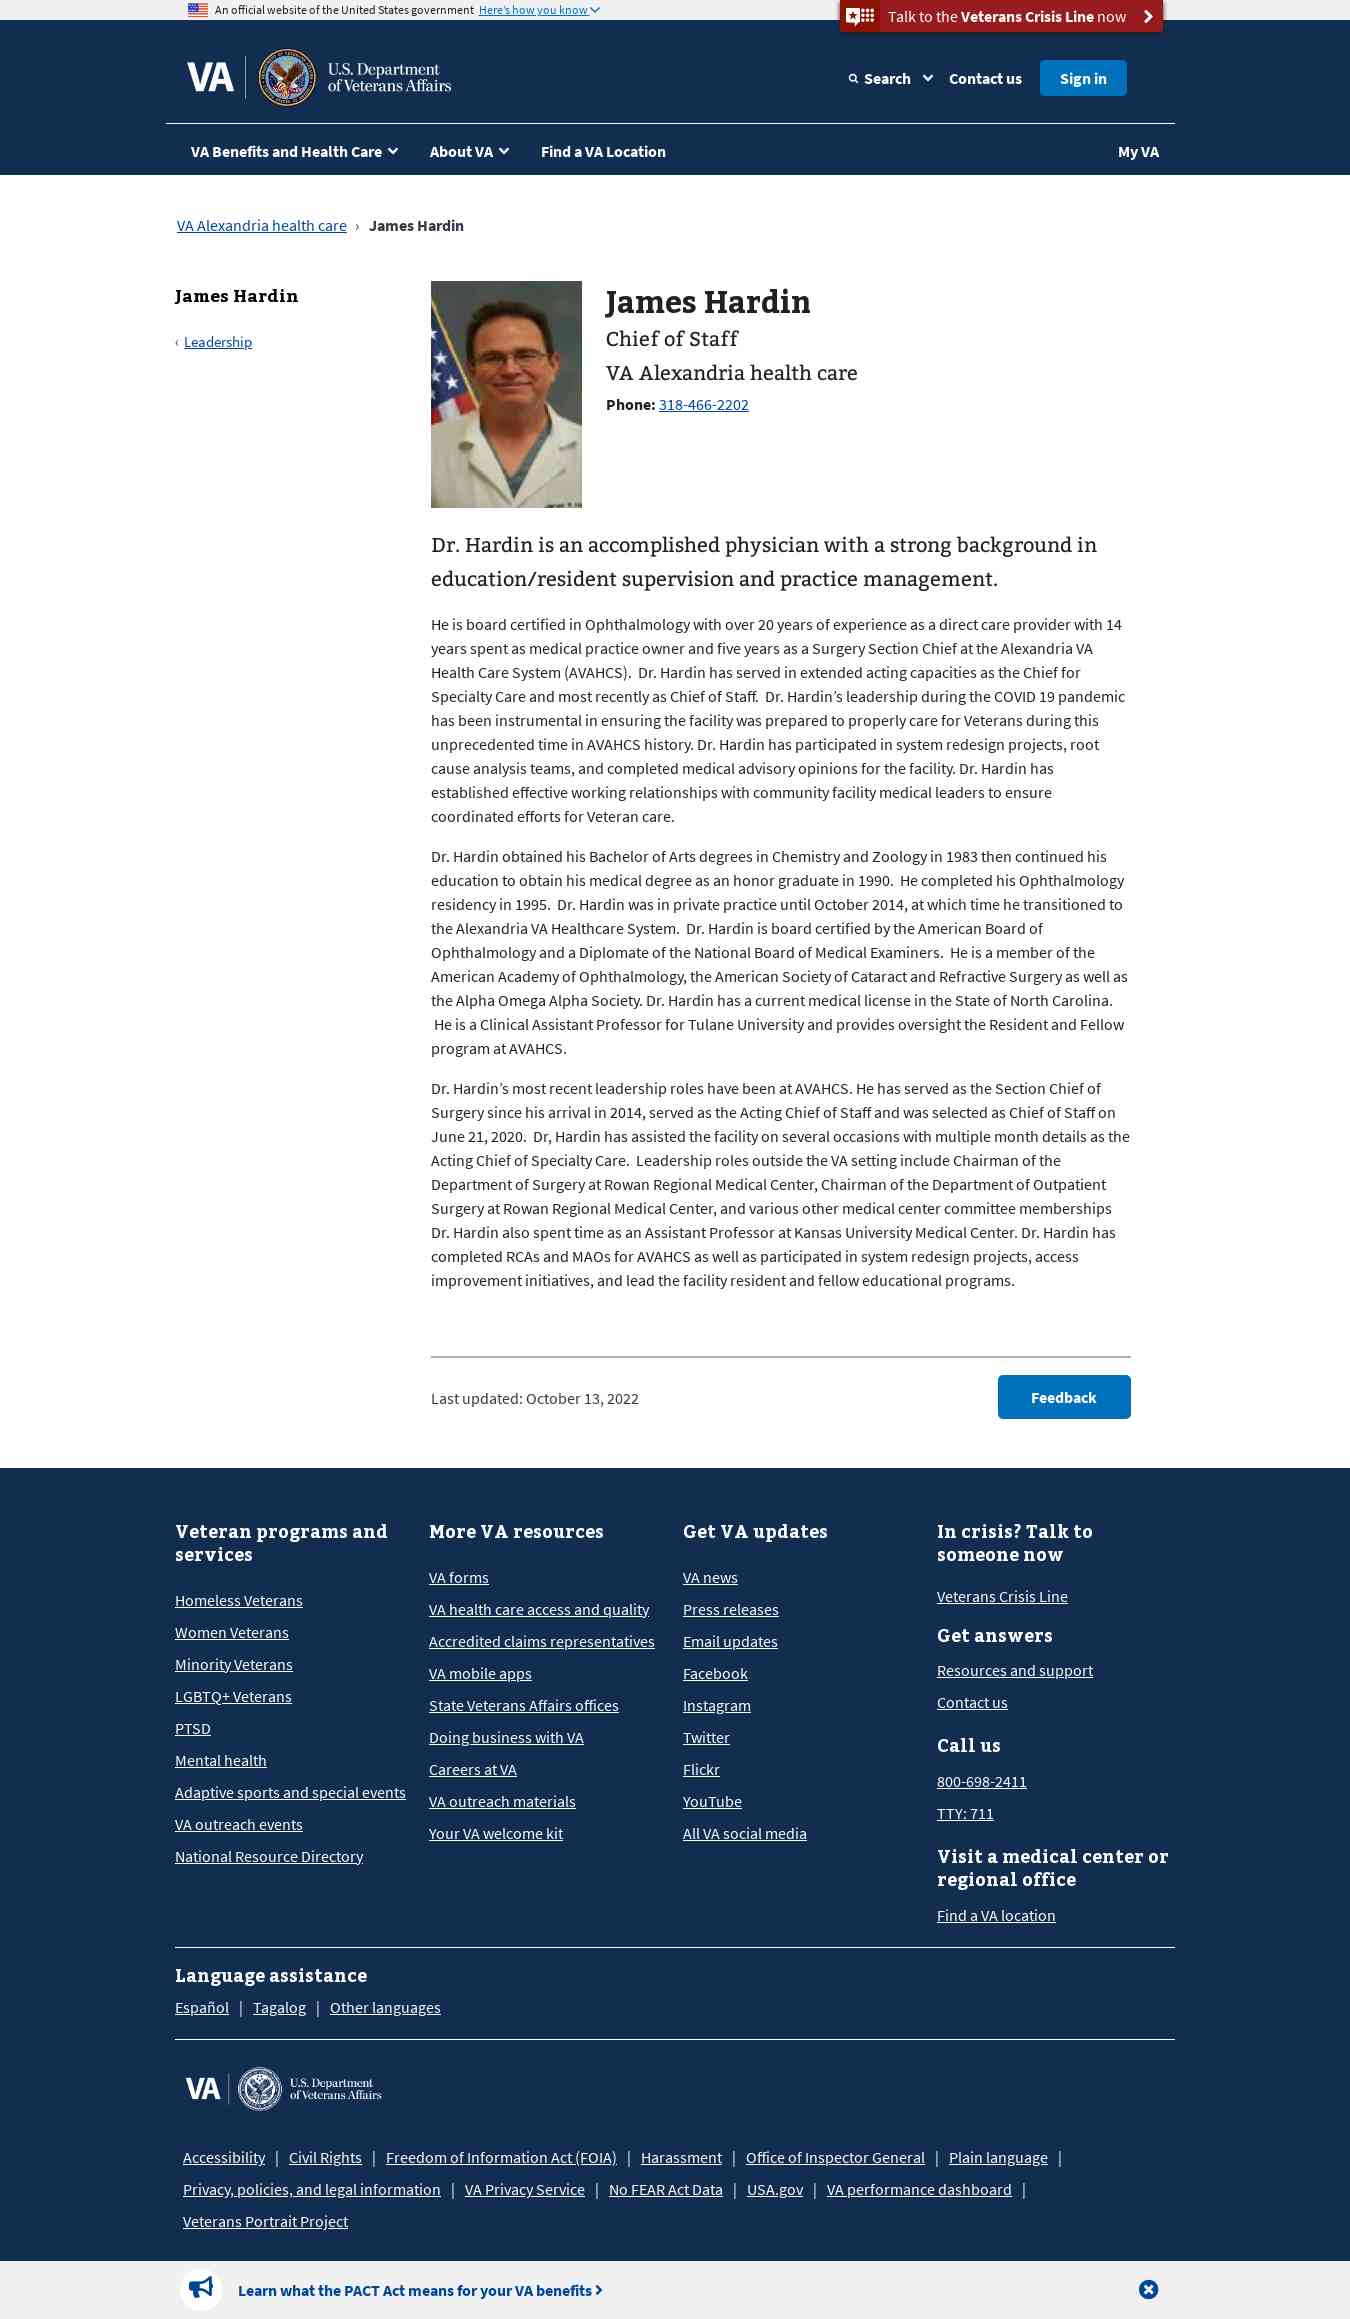 An official website of the United States government Here's how you know
Talk to the Veterans Crisis Line now
VA
U.S. Department
of Veterans Affairs
Search
Contact us
Sign in
VA Benefits and Health Care
About VA
Find a VA Location
My VA
VA Alexandria health care › James Hardin
James Hardin
‹ Leadership
James Hardin
Chief of Staff
VA Alexandria health care
Phone: 318-466-2202
Dr. Hardin is an accomplished physician with a strong background in
education/resident supervision and practice management.
He is board certified in Ophthalmology with over 20 years of experience as a direct care provider with 14
years spent as medical practice owner and five years as a Surgery Section Chief at the Alexandria VA
Health Care System (AVAHCS).  Dr. Hardin has served in extended acting capacities as the Chief for
Specialty Care and most recently as Chief of Staff.  Dr. Hardin’s leadership during the COVID 19 pandemic
has been instrumental in ensuring the facility was prepared to properly care for Veterans during this
unprecedented time in AVAHCS history. Dr. Hardin has participated in system redesign projects, root
cause analysis teams, and completed medical advisory opinions for the facility. Dr. Hardin has
established effective working relationships with community facility medical leaders to ensure
coordinated efforts for Veteran care.
Dr. Hardin obtained his Bachelor of Arts degrees in Chemistry and Zoology in 1983 then continued his
education to obtain his medical degree as an honor graduate in 1990.  He completed his Ophthalmology
residency in 1995.  Dr. Hardin was in private practice until October 2014, at which time he transitioned to
the Alexandria VA Healthcare System.  Dr. Hardin is board certified by the American Board of
Ophthalmology and a Diplomate of the National Board of Medical Examiners.  He is a member of the
American Academy of Ophthalmology, the American Society of Cataract and Refractive Surgery as well as
the Alpha Omega Alpha Society. Dr. Hardin has a current medical license in the State of North Carolina.
He is a Clinical Assistant Professor for Tulane University and provides oversight the Resident and Fellow
program at AVAHCS.
Dr. Hardin’s most recent leadership roles have been at AVAHCS. He has served as the Section Chief of
Surgery since his arrival in 2014, served as the Acting Chief of Staff and was selected as Chief of Staff on
June 21, 2020.  Dr, Hardin has assisted the facility on several occasions with multiple month details as the
Acting Chief of Specialty Care.  Leadership roles outside the VA setting include Chairman of the
Department of Surgery at Rowan Regional Medical Center, Chairman of the Department of Outpatient
Surgery at Rowan Regional Medical Center, and various other medical center committee memberships
Dr. Hardin also spent time as an Assistant Professor at Kansas University Medical Center. Dr. Hardin has
completed RCAs and MAOs for AVAHCS as well as participated in system redesign projects, access
improvement initiatives, and lead the facility resident and fellow educational programs.
Last updated: October 13, 2022
Feedback
Veteran programs and
services
Homeless Veterans
Women Veterans
Minority Veterans
LGBTQ+ Veterans
PTSD
Mental health
Adaptive sports and special events
VA outreach events
National Resource Directory
More VA resources
VA forms
VA health care access and quality
Accredited claims representatives
VA mobile apps
State Veterans Affairs offices
Doing business with VA
Careers at VA
VA outreach materials
Your VA welcome kit
Get VA updates
VA news
Press releases
Email updates
Facebook
Instagram
Twitter
Flickr
YouTube
All VA social media
In crisis? Talk to
someone now
Veterans Crisis Line
Get answers
Resources and support
Contact us
Call us
800-698-2411
TTY: 711
Visit a medical center or
regional office
Find a VA location
Language assistance
Español | Tagalog | Other languages
VA
U.S. Department
of Veterans Affairs
Accessibility | Civil Rights | Freedom of Information Act (FOIA) | Harassment | Office of Inspector General | Plain language |
Privacy, policies, and legal information | VA Privacy Service | No FEAR Act Data | USA.gov | VA performance dashboard |
Veterans Portrait Project
Learn what the PACT Act means for your VA benefits